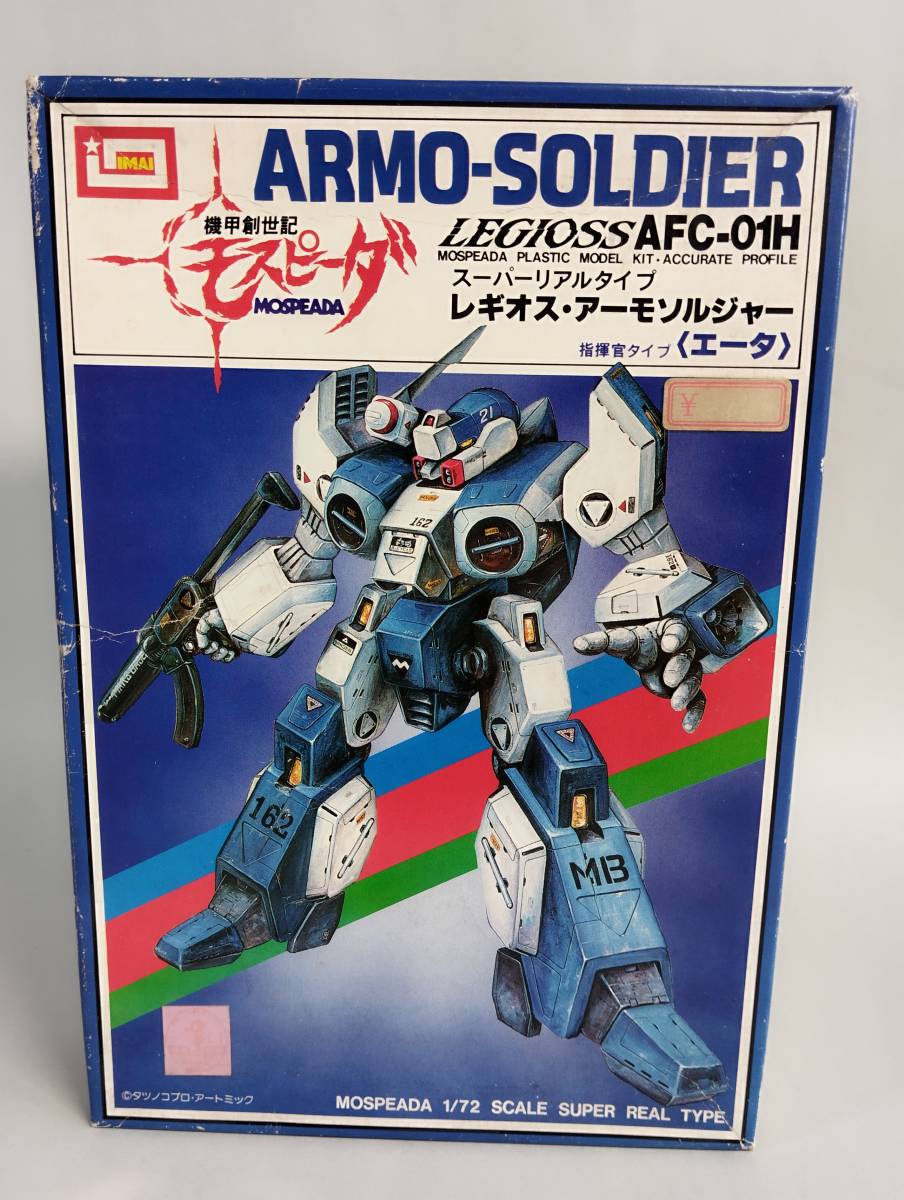 IMAI
ARMO-SOLDIER
機甲創世記
モスピーダ
MOSPEADA
LEGIOSS AFC-01H
MOSPEADA PLASTIC MODEL KIT・ACCURATE PROFILE
スーパーリアルタイプ
レギオス・アーモソルジャー
指揮官タイプ〈エータ〉
¥
21
162
162
MB
©タツノコプロ・アートミック
MOSPEADA 1/72 SCALE SUPER REAL TYPE